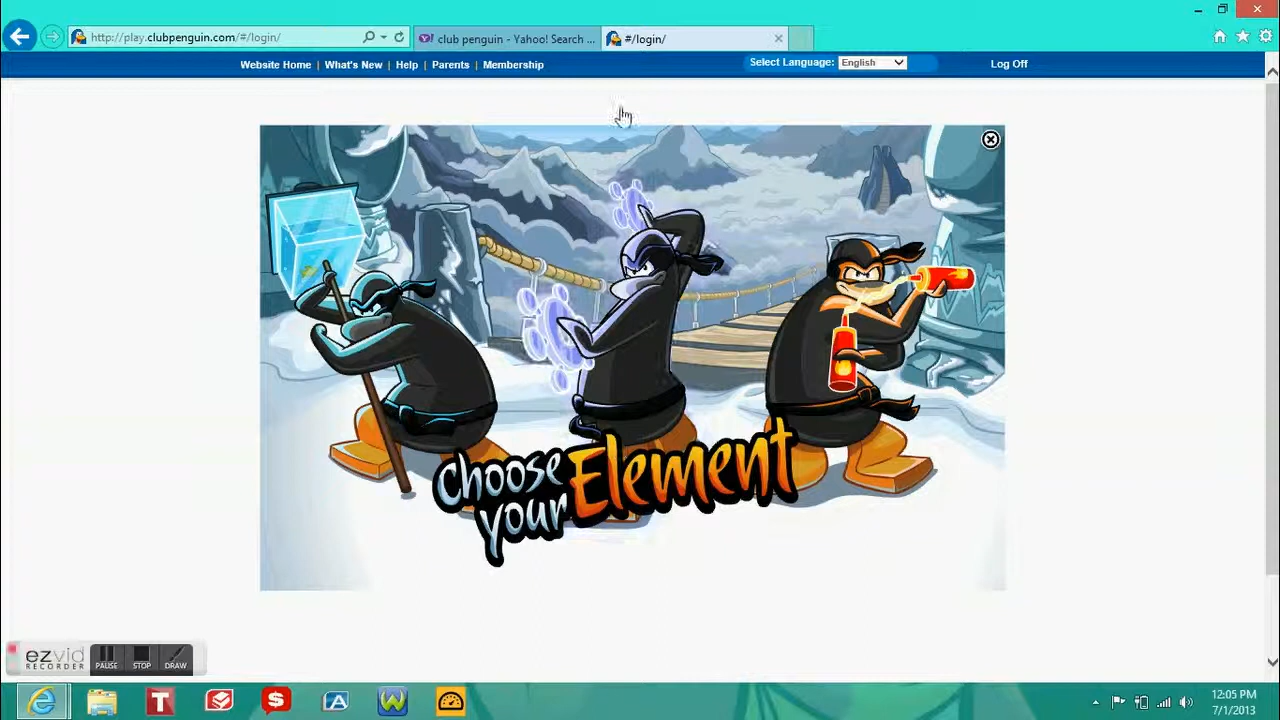 http://play.clubpenguin.com/#/login/
club penguin - Yahoo! Search ...
#/login/
Website Home | What's New | Help | Parents | Membership
Select Language: English
Log Off
Choose
your Element
ezvid
RECORDER
PAUSE
STOP
DRAW
12:05 PM
7/1/2013